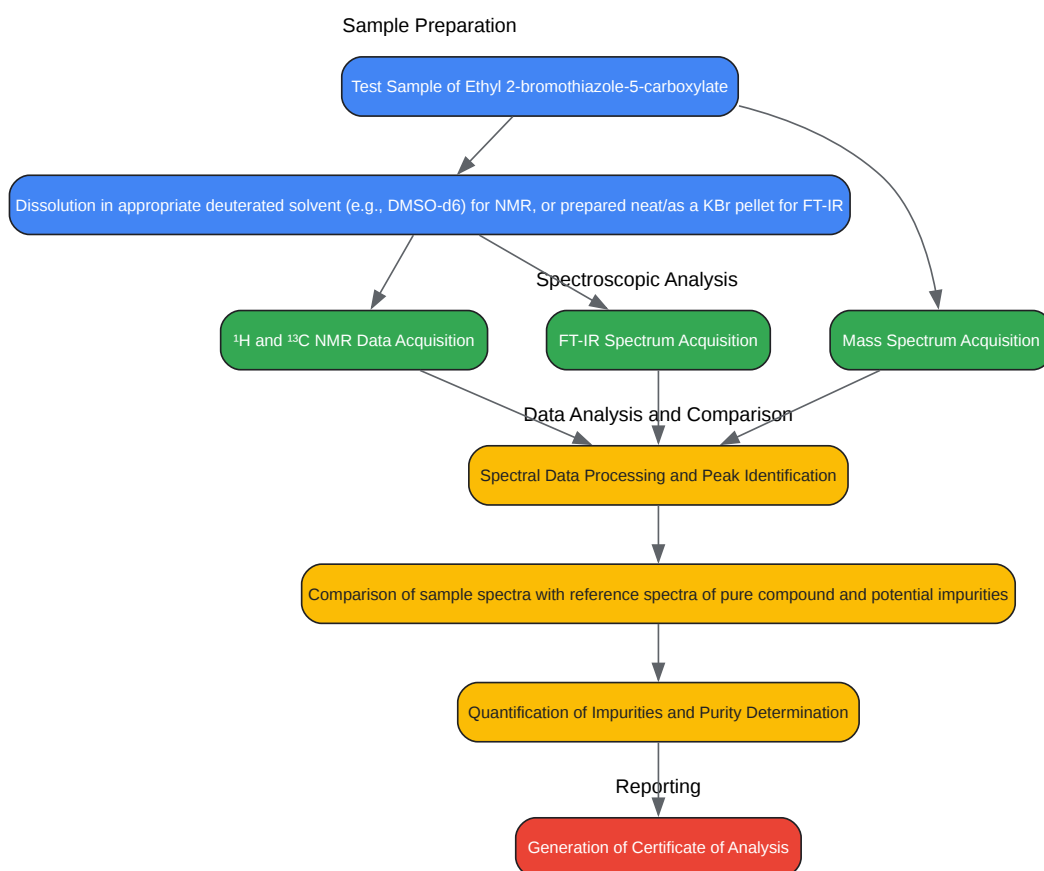 Sample Preparation
Test Sample of Ethyl 2-bromothiazole-5-carboxylate
Dissolution in appropriate deuterated solvent (e.g., DMSO-d6) for NMR, or prepared neat/as a KBr pellet for FT-IR
Spectroscopic Analysis
¹H and ¹³C NMR Data Acquisition
FT-IR Spectrum Acquisition
Mass Spectrum Acquisition
Data Analysis and Comparison
Spectral Data Processing and Peak Identification
Comparison of sample spectra with reference spectra of pure compound and potential impurities
Quantification of Impurities and Purity Determination
Reporting
Generation of Certificate of Analysis